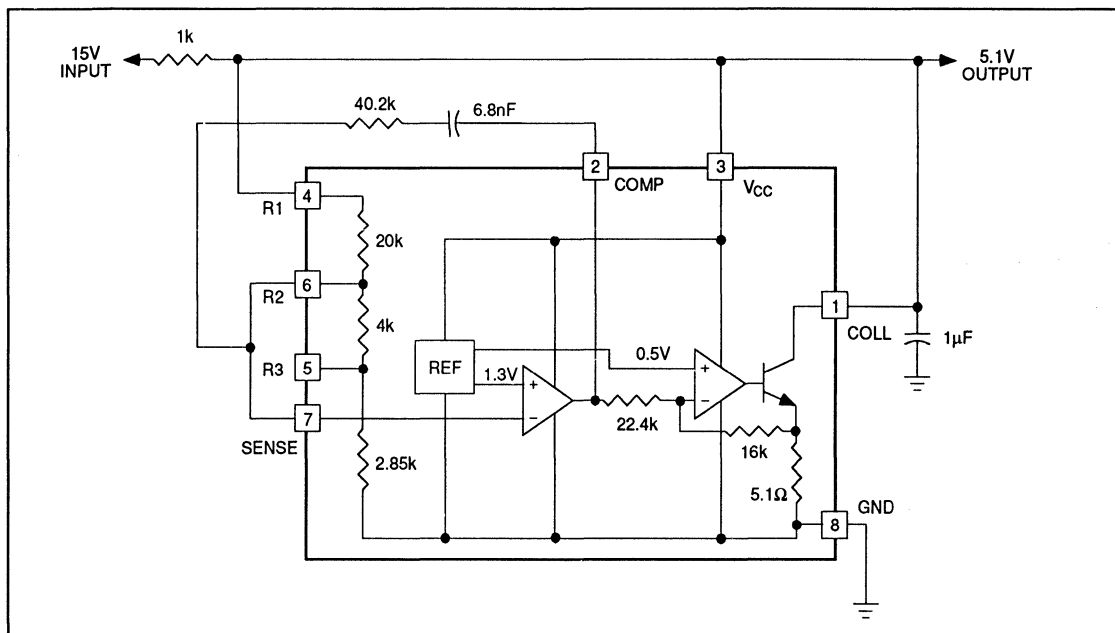 1k
15V
INPUT
5.1V
OUTPUT
40.2k
6.8nF
2
COMP
3
VCC
4
R1
20k
6
R2
4k
1
COLL
1µF
5
R3
REF
0.5V
1.3V
+
−
+
−
7
SENSE
22.4k
16k
2.85k
5.1Ω
GND
8